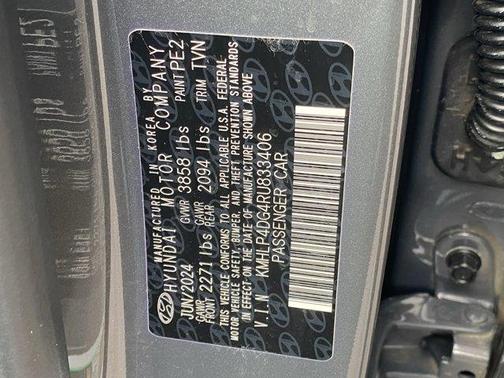 MANUFACTURED IN KOREA BY
HYUNDAI MOTOR COMPANY
JUN/2024 GVWR 3858 lbs PAINT PE2
GAWR FRONT 2271 lbs GAWR REAR 2094 lbs TRIM TVN
THIS VEHICLE CONFORMS TO ALL APPLICABLE U.S.A. FEDERAL
MOTOR VEHICLE SAFETY, BUMPER, AND THEFT PREVENTION STANDARDS
IN EFFECT ON THE DATE OF MANUFACTURE SHOWN ABOVE.
V.I.N KMHLP4DG4RU833406
PASSENGER CAR